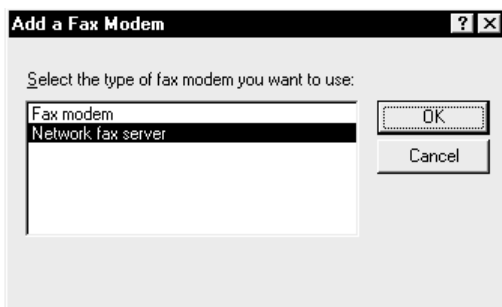 Add a Fax Modem
Select the type of fax modem you want to use:
Fax modem
Network fax server
OK
Cancel